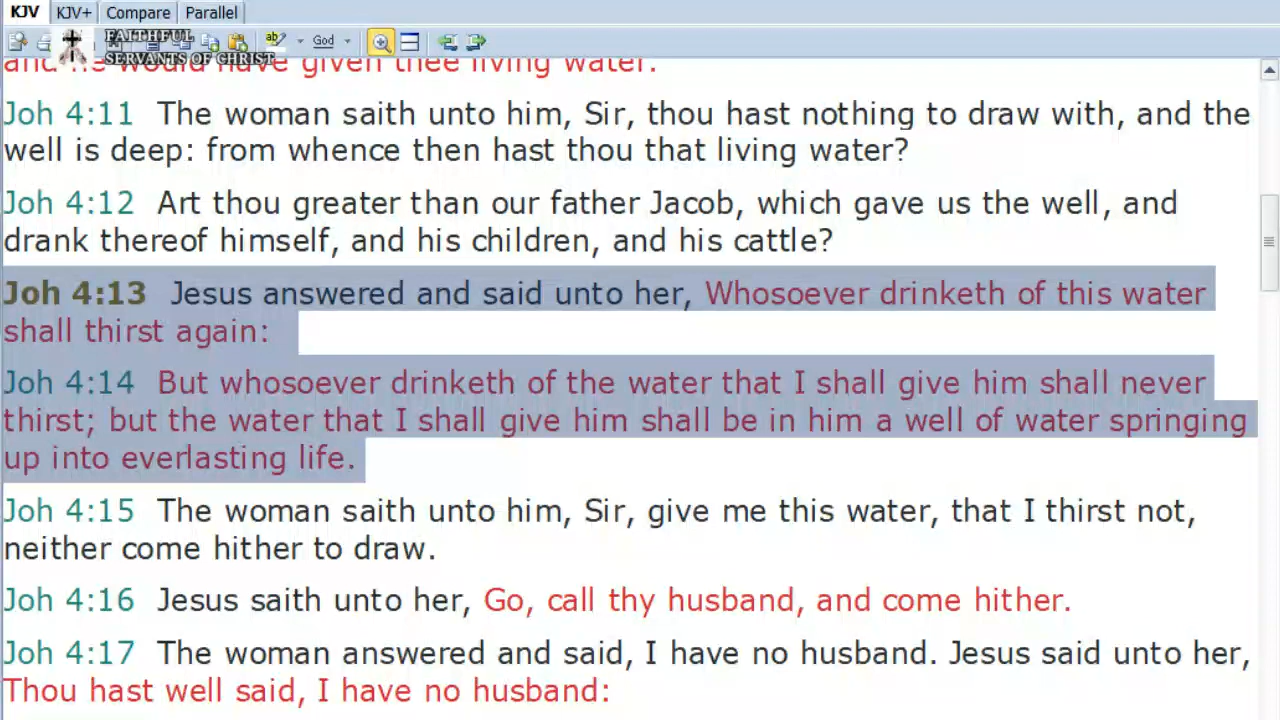 KJV KJV+ Compare Parallel
FAITHFUL
SERVANTS OF CHRIST
God
and he would have given thee living water.
Joh 4:11 The woman saith unto him, Sir, thou hast nothing to draw with, and the
well is deep: from whence then hast thou that living water?
Joh 4:12 Art thou greater than our father Jacob, which gave us the well, and
drank thereof himself, and his children, and his cattle?
Joh 4:13 Jesus answered and said unto her, Whosoever drinketh of this water
shall thirst again:
Joh 4:14 But whosoever drinketh of the water that I shall give him shall never
thirst; but the water that I shall give him shall be in him a well of water springing
up into everlasting life.
Joh 4:15 The woman saith unto him, Sir, give me this water, that I thirst not,
neither come hither to draw.
Joh 4:16 Jesus saith unto her, Go, call thy husband, and come hither.
Joh 4:17 The woman answered and said, I have no husband. Jesus said unto her,
Thou hast well said, I have no husband: